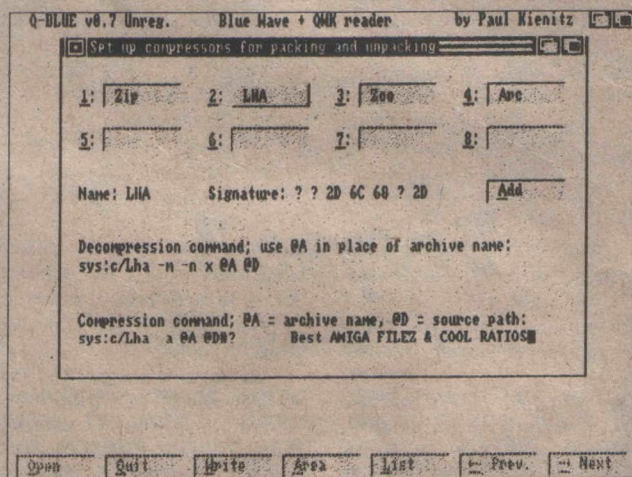 Q-BLUE v0.7 Unreg. Blue Wave + QWK reader by Paul Kienitz
Set up compressors for packing and unpacking
1: Zip 2: LHA 3: Zoo 4: Arc
5: 6: 7: 8:
Name: LHA Signature: ? ? 2D 6C 68 ? 2D Add
Decompression command; use @A in place of archive name:
sys:c/Lha -m -n x @A @D
Compression command; @A = archive name, @D = source path:
sys:c/Lha a @A @D#? Best AMIGA FILEZ & COOL RATIOS
Open Quit Write Area List ← Prev. → Next